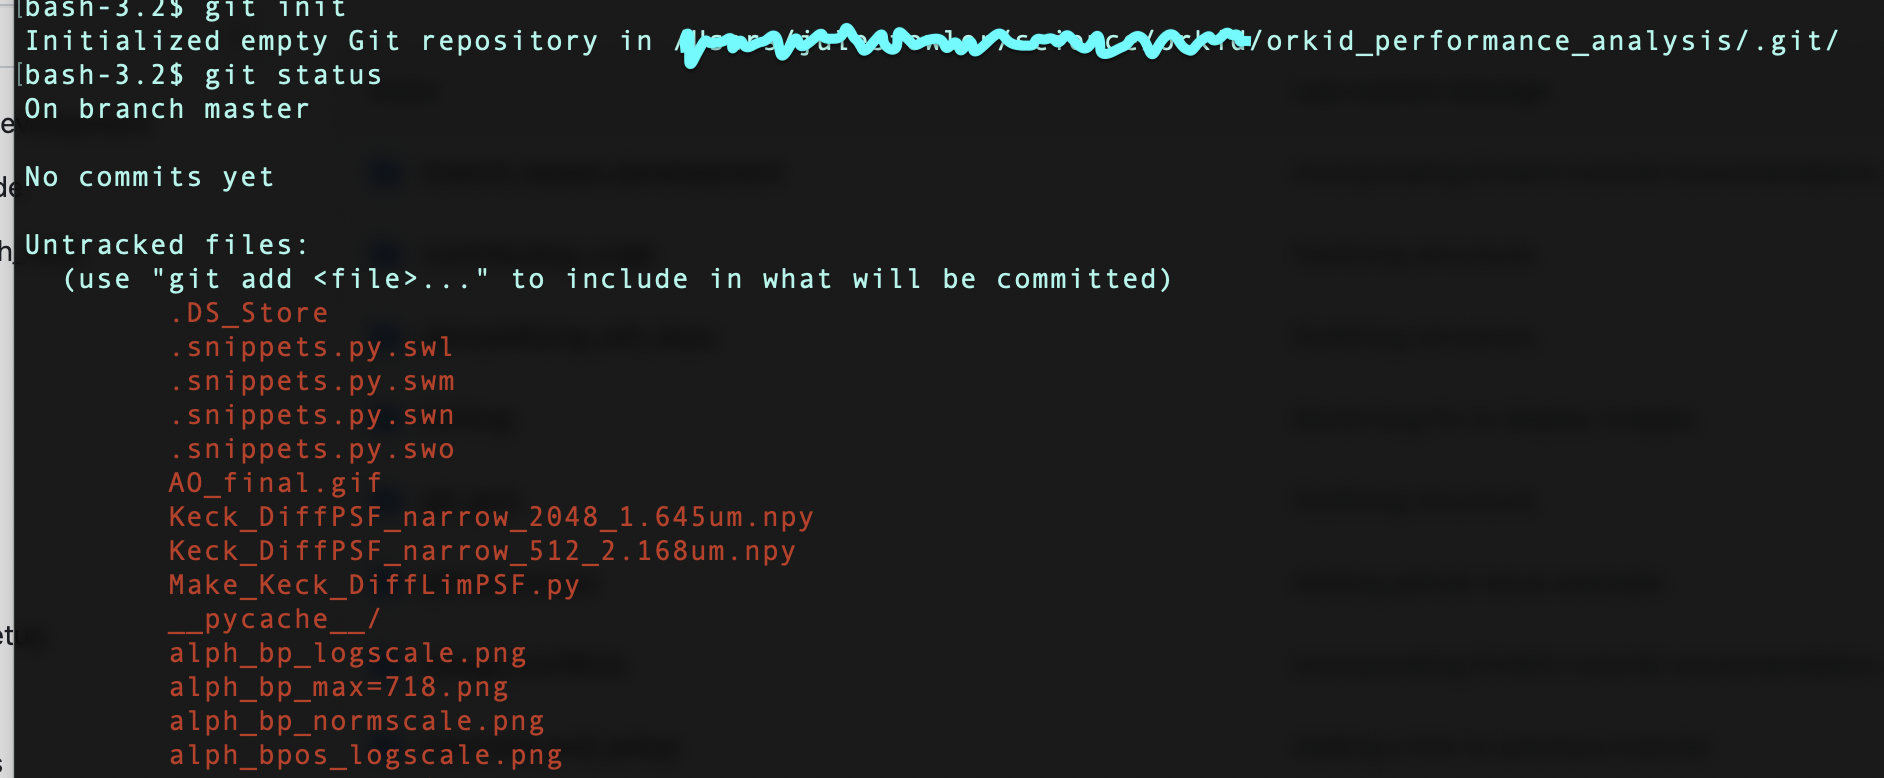 [bash-3.2$ git init
Initialized empty Git repository in /orkid_performance_analysis/.git/
[bash-3.2$ git status
On branch master
No commits yet
Untracked files:
(use "git add <file>..." to include in what will be committed)
.DS_Store
.snippets.py.swl
.snippets.py.swm
.snippets.py.swn
.snippets.py.swo
AO_final.gif
Keck_DiffPSF_narrow_2048_1.645um.npy
Keck_DiffPSF_narrow_512_2.168um.npy
Make_Keck_DiffLimPSF.py
__pycache__/
alph_bp_logscale.png
alph_bp_max=718.png
alph_bp_normscale.png
alph_bpos_logscale.png